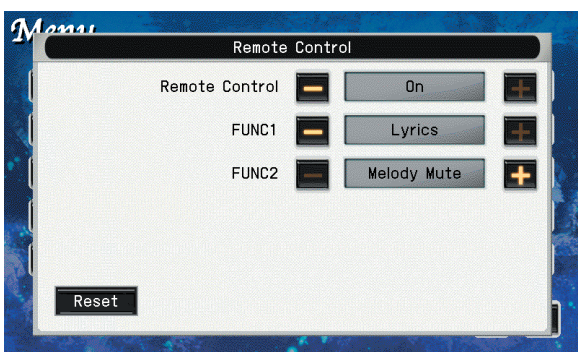 Menu
Remote Control
Remote Control − On +
FUNC1 − Lyrics +
FUNC2 − Melody Mute +
Reset